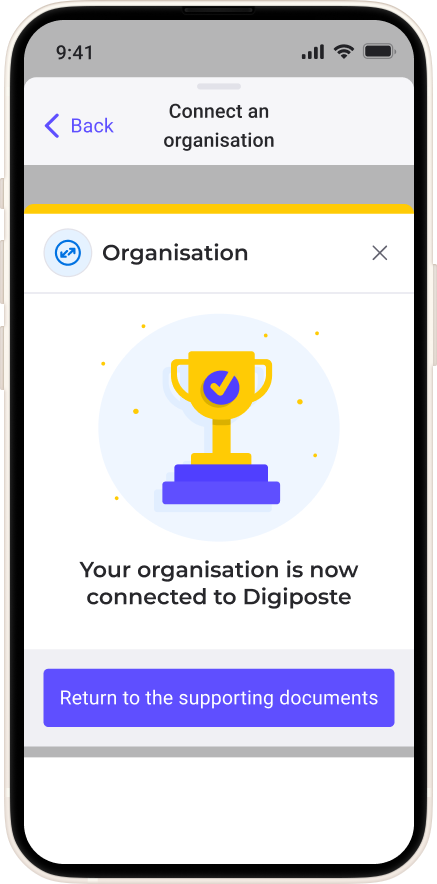 9:41
Back
Connect an
organisation
Organisation
Your organisation is now
connected to Digiposte
Return to the supporting documents